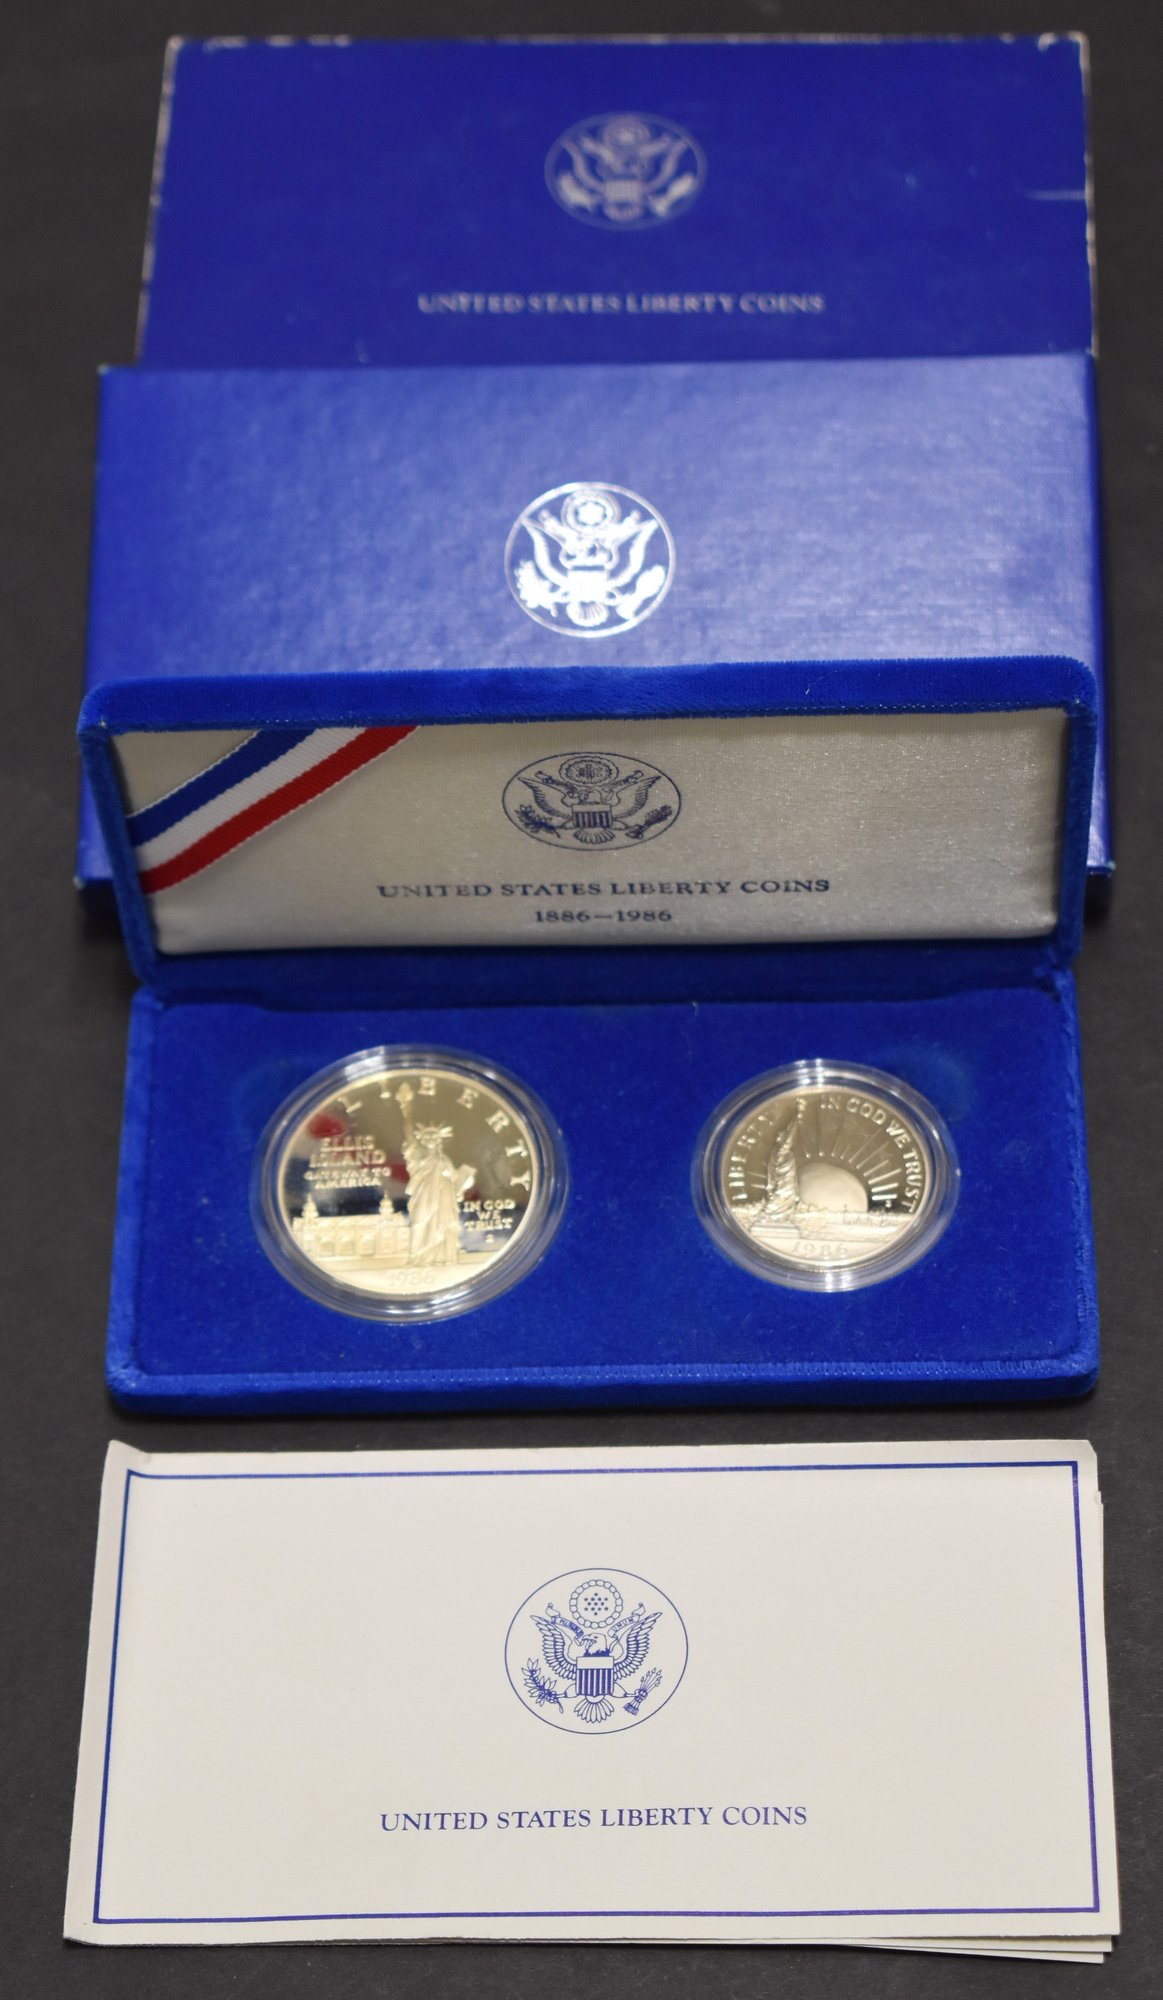 UNITED STATES LIBERTY COINS
UNITED STATES LIBERTY COINS
1886–1986
LIBERTY
ELLIS
ISLAND
GATEWAY TO
AMERICA
IN GOD
WE
TRUST
S
1986
LIBERTY
IN GOD WE TRUST
1986
UNITED STATES LIBERTY COINS